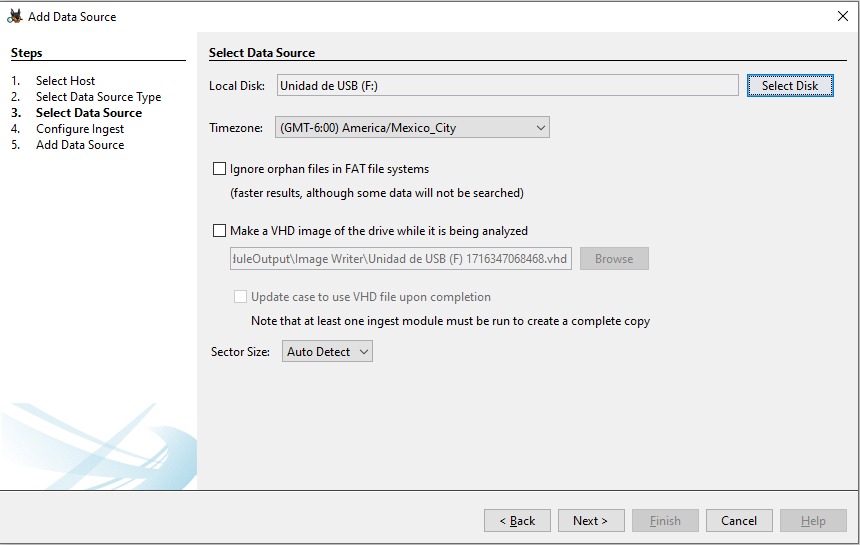 Add Data Source
Steps
1. Select Host
2. Select Data Source Type
3. Select Data Source
4. Configure Ingest
5. Add Data Source
Select Data Source
Local Disk: Unidad de USB (F:) Select Disk
Timezone: (GMT-6:00) America/Mexico_City
Ignore orphan files in FAT file systems
(faster results, although some data will not be searched)
Make a VHD image of the drive while it is being analyzed
duleOutput\Image Writer\Unidad de USB (F) 1716347068468.vhd Browse
Update case to use VHD file upon completion
Note that at least one ingest module must be run to create a complete copy
Sector Size: Auto Detect
< Back Next > Finish Cancel Help